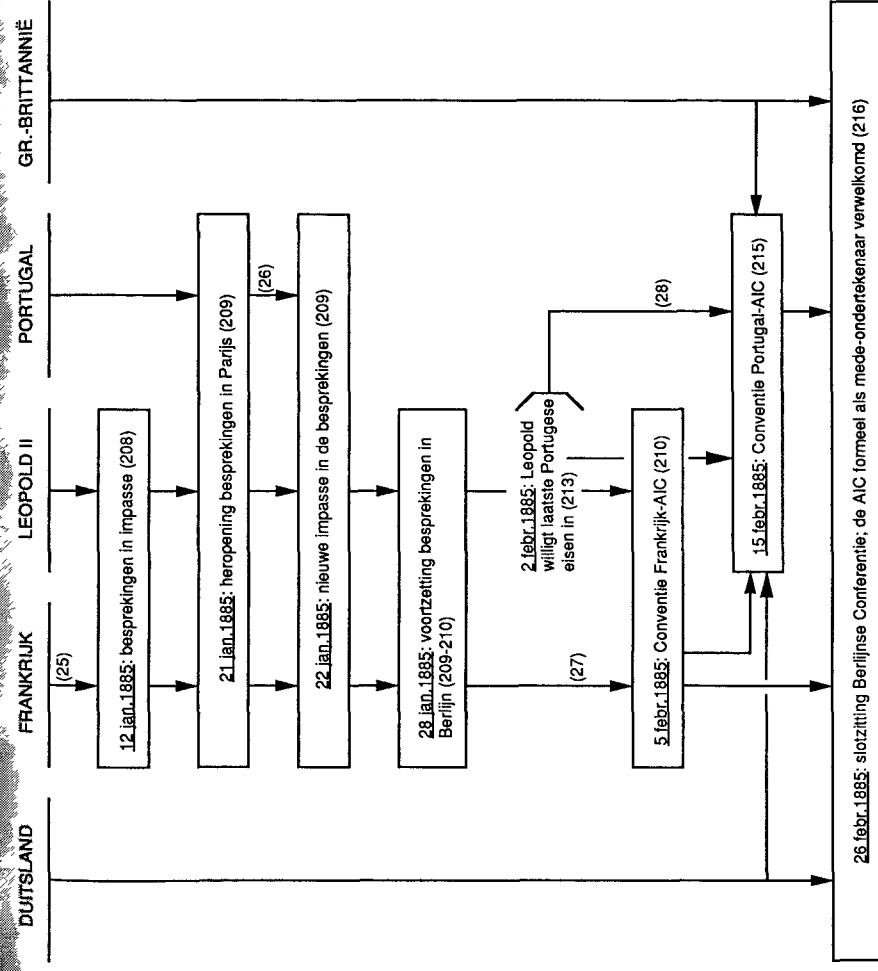 DUITSLAND
FRANKRIJK
LEOPOLD II
PORTUGAL
GR.-BRITTANNIË
(25)
12 jan.1885: besprekingen in impasse (208)
21 jan.1885: heropening besprekingen in Parijs (209)
(26)
22 jan.1885: nieuwe impasse in de besprekingen (209)
28 jan.1885: voortzetting besprekingen in
Berlijn (209-210)
2 febr.1885: Leopold
willigt laatste Portugese
eisen in (213)
(27)
(28)
5 febr.1885: Conventie Frankrijk-AIC (210)
15 febr.1885: Conventie Portugal-AIC (215)
26 febr.1885: slotzitting Berlijnse Conferentie; de AIC formeel als mede-ondertekenaar verwelkomd (216)